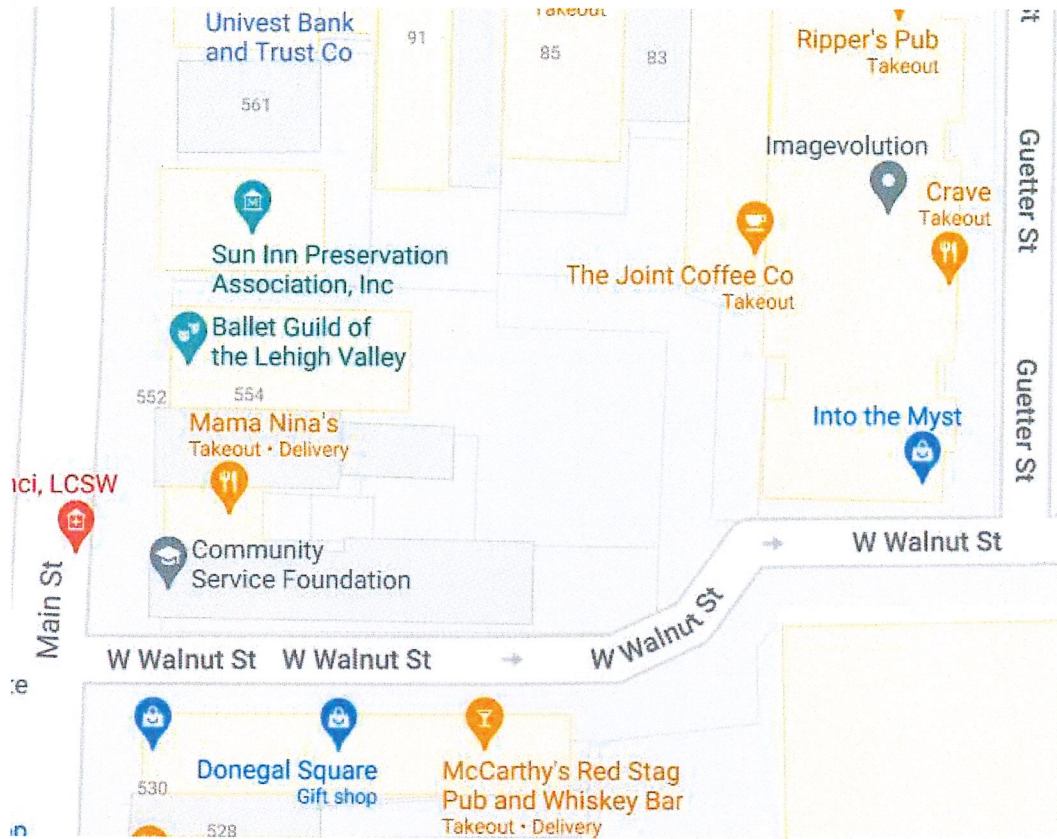 Takeout
Univest Bank
and Trust Co
91
85
83
561
Ripper's Pub
Takeout
Imagevolution
Guetter St
Crave
Takeout
Sun Inn Preservation
Association, Inc
The Joint Coffee Co
Takeout
Ballet Guild of
the Lehigh Valley
552
554
Guetter St
Mama Nina's
Takeout • Delivery
Into the Myst
LCSW
Community
Service Foundation
W Walnut St
Main St
W Walnut St
W Walnut St
W Walnut St
Donegal Square
Gift shop
McCarthy's Red Stag
Pub and Whiskey Bar
Takeout • Delivery
530
528